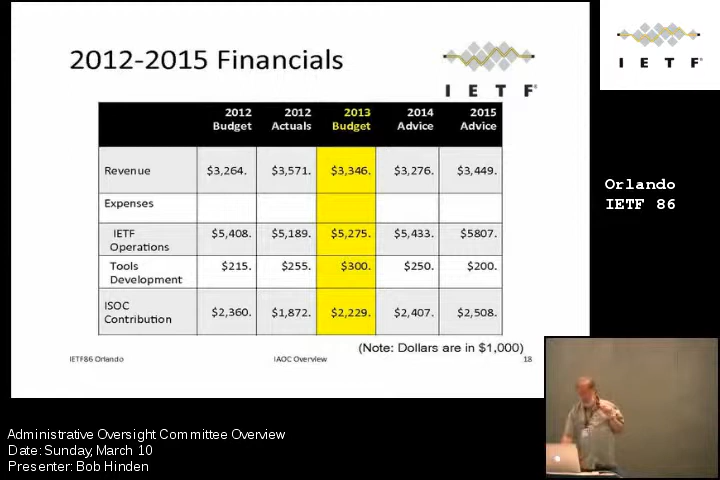 2012-2015 Financials
I E T F®
2012 Budget 2012 Actuals 2013 Budget 2014 Advice 2015 Advice
Revenue $3,264. $3,571. $3,346. $3,276. $3,449.
Expenses
IETF Operations $5,408. $5,189. $5,275. $5,433. $5807.
Tools Development $215. $255. $300. $250. $200.
ISOC Contribution $2,360. $1,872. $2,229. $2,407. $2,508.
(Note: Dollars are in $1,000)
IETF86 Orlando IAOC Overview 18
I E T F®
Orlando
IETF 86
Administrative Oversight Committee Overview
Date: Sunday, March 10
Presenter: Bob Hinden